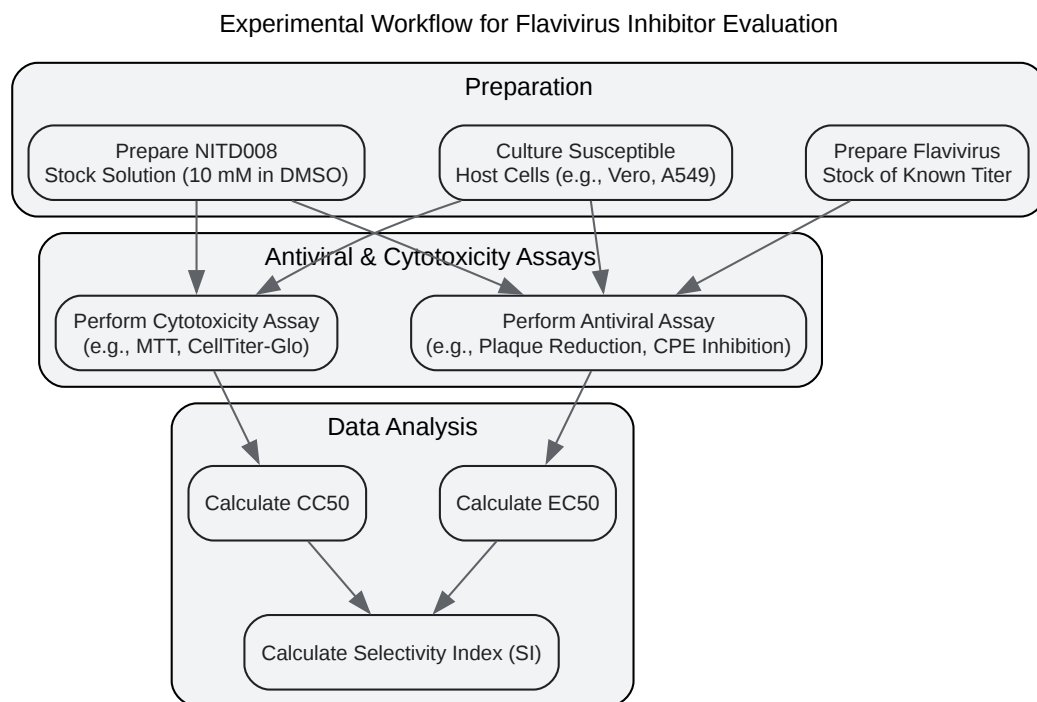 Experimental Workflow for Flavivirus Inhibitor Evaluation
Preparation
Prepare NITD008
Stock Solution (10 mM in DMSO)
Culture Susceptible
Host Cells (e.g., Vero, A549)
Prepare Flavivirus
Stock of Known Titer
Antiviral & Cytotoxicity Assays
Perform Cytotoxicity Assay
(e.g., MTT, CellTiter-Glo)
Perform Antiviral Assay
(e.g., Plaque Reduction, CPE Inhibition)
Data Analysis
Calculate CC50
Calculate EC50
Calculate Selectivity Index (SI)